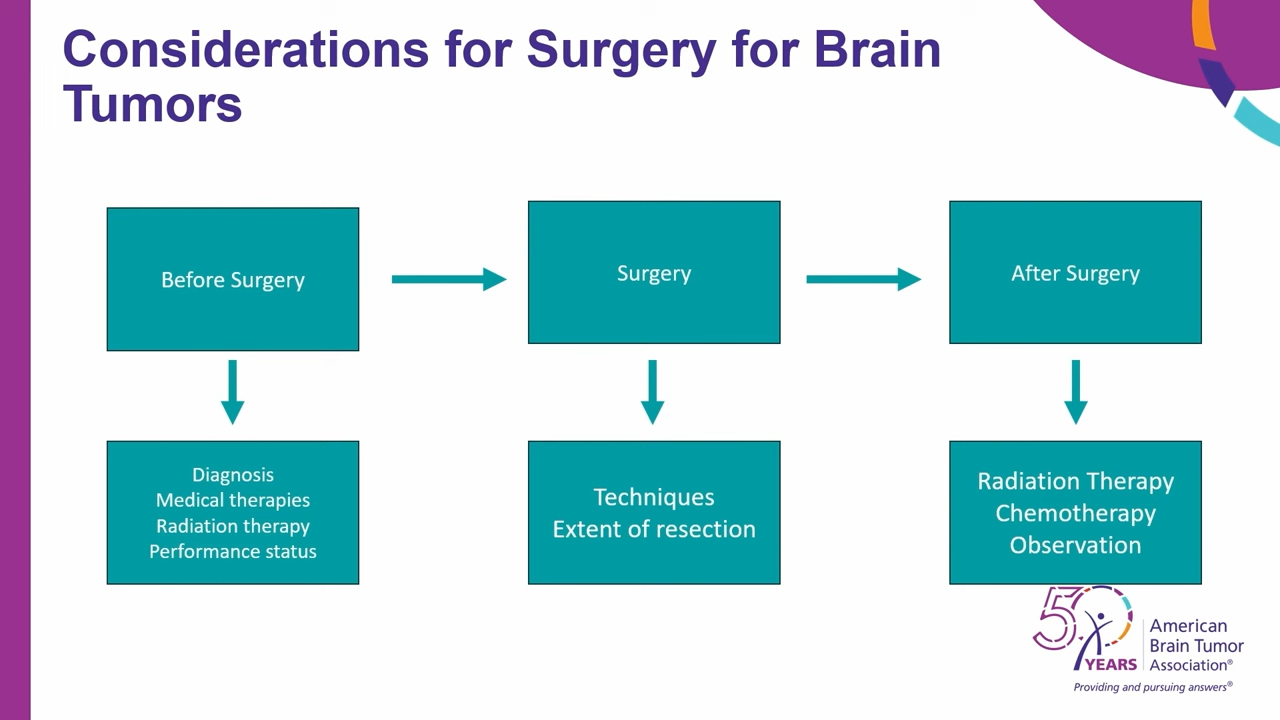 Considerations for Surgery for Brain
Tumors
Before Surgery
Surgery
After Surgery
Diagnosis
Medical therapies
Radiation therapy
Performance status
Techniques
Extent of resection
Radiation Therapy
Chemotherapy
Observation
50
YEARS
American
Brain Tumor
Association®
Providing and pursuing answers®